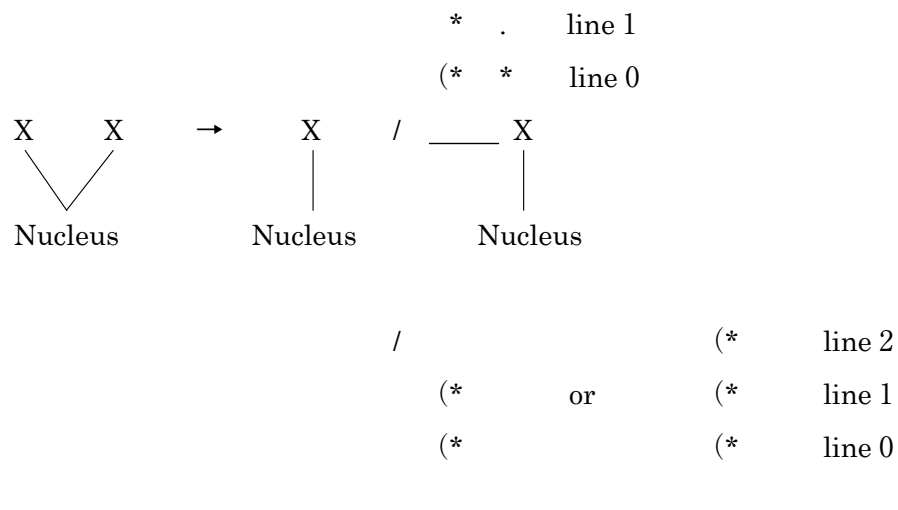 * . line 1
(* * line 0
X X → X / ____ X
Nucleus Nucleus Nucleus
/ (* line 2
(* or (* line 1
(* (* line 0